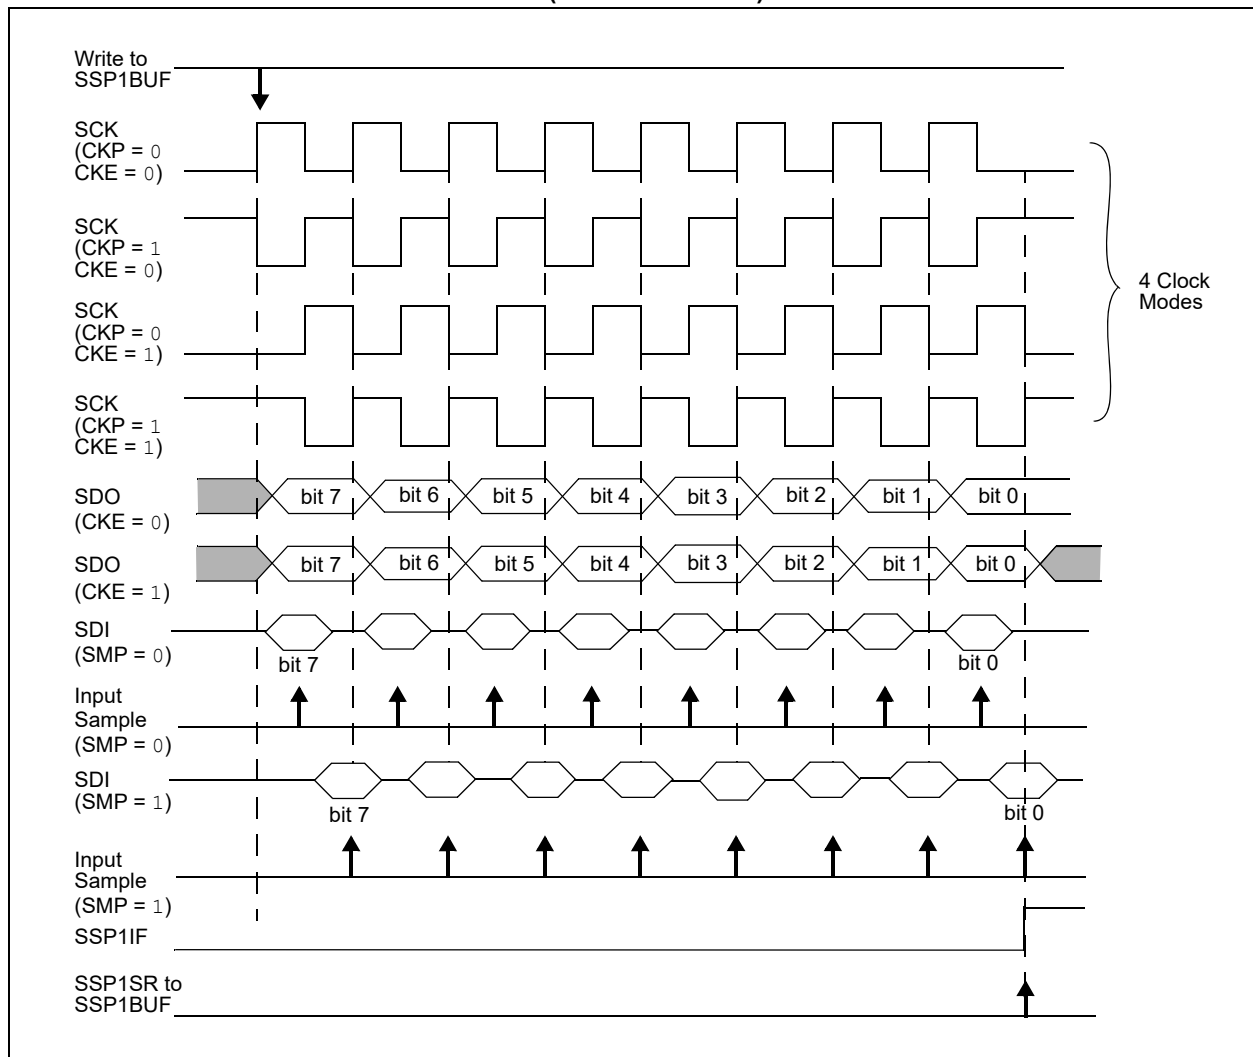 Write to
SSP1BUF
SCK
(CKP = 0
CKE = 0)
SCK
(CKP = 1
CKE = 0)
4 Clock
Modes
SCK
(CKP = 0
CKE = 1)
SCK
(CKP = 1
CKE = 1)
SDO
(CKE = 0)
bit 7 bit 6 bit 5 bit 4 bit 3 bit 2 bit 1 bit 0
SDO
(CKE = 1)
bit 7 bit 6 bit 5 bit 4 bit 3 bit 2 bit 1 bit 0
SDI
(SMP = 0)
bit 7 bit 0
Input
Sample
(SMP = 0)
SDI
(SMP = 1)
bit 7 bit 0
Input
Sample
(SMP = 1)
SSP1IF
SSP1SR to
SSP1BUF